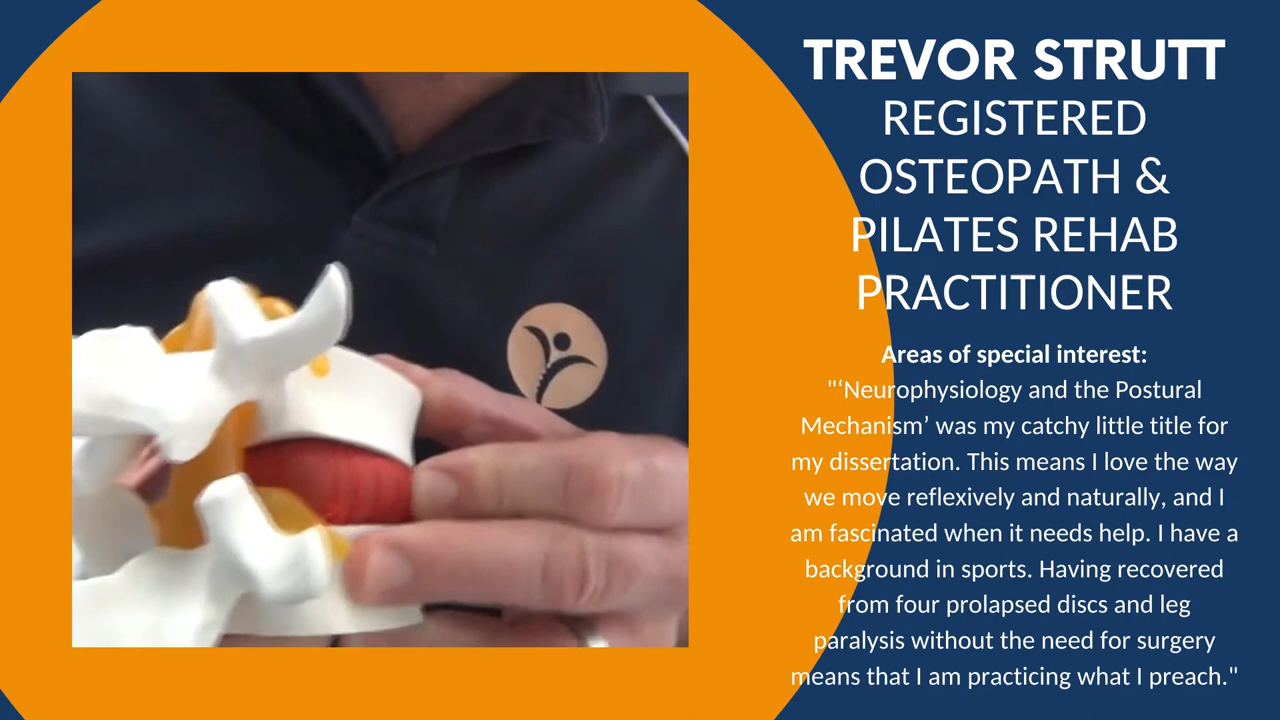 TREVOR STRUTT
REGISTERED
OSTEOPATH &
PILATES REHAB
PRACTITIONER
Areas of special interest:
"‘Neurophysiology and the Postural
Mechanism’ was my catchy little title for
my dissertation. This means I love the way
we move reflexively and naturally, and I
am fascinated when it needs help. I have a
background in sports. Having recovered
from four prolapsed discs and leg
paralysis without the need for surgery
means that I am practicing what I preach."